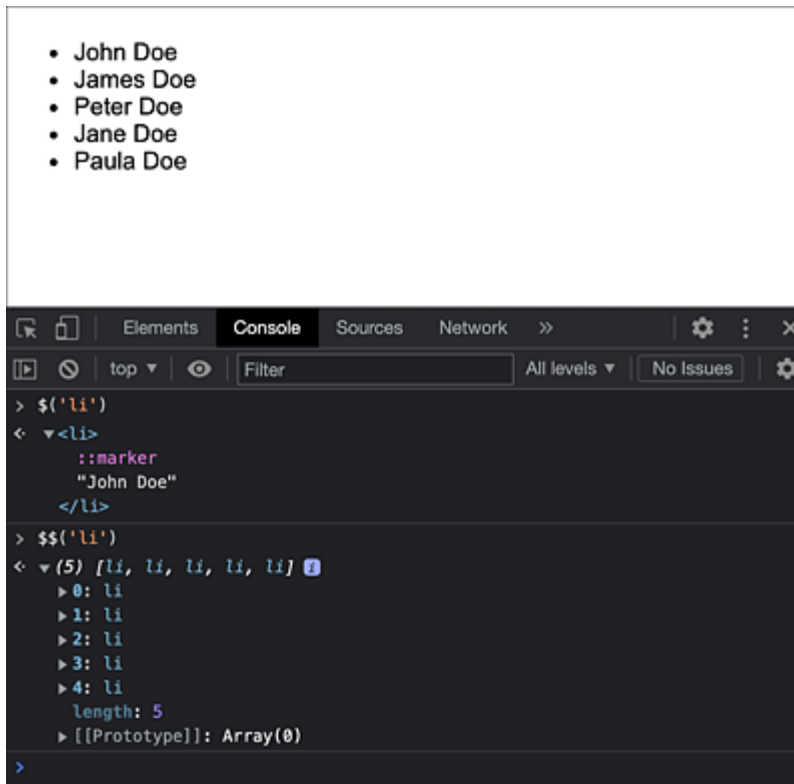 • John Doe
• James Doe
• Peter Doe
• Jane Doe
• Paula Doe
Elements Console Sources Network »
top ▼ Filter All levels ▼ No Issues
> $('li')
<li>
::marker
"John Doe"
</li>
> $$('li')
(5) [li, li, li, li, li] i
0: li
1: li
2: li
3: li
4: li
length: 5
[[Prototype]]: Array(0)
>